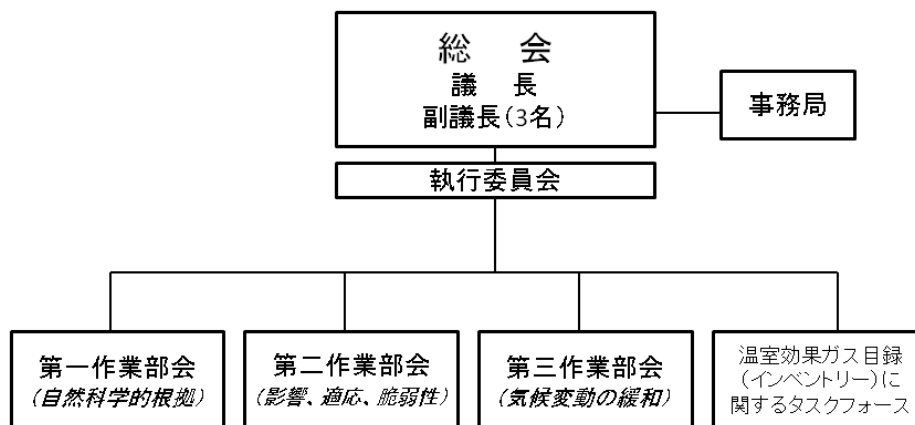 総　会
議　長
副議長（3名）
事務局
執行委員会
第一作業部会
（自然科学的根拠）
第二作業部会
（影響、適応、脆弱性）
第三作業部会
（気候変動の緩和）
温室効果ガス目録
（インベントリー）に
関するタスクフォース